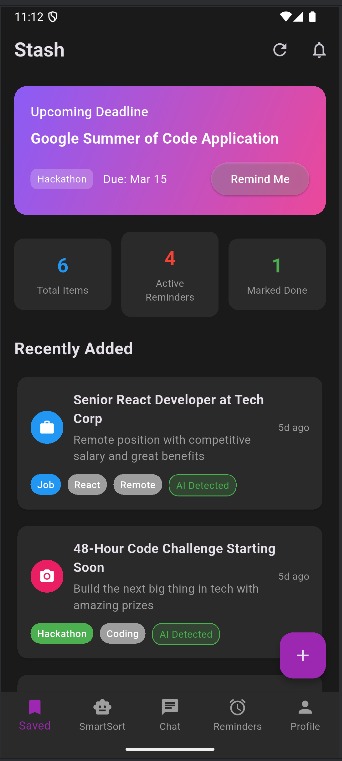 11:12
Stash
Upcoming Deadline
Google Summer of Code Application
Hackathon Due: Mar 15 Remind Me
6 4 1
Total Items Active Marked Done
Reminders
Recently Added
Senior React Developer at Tech
Corp
5d ago
Remote position with competitive
salary and great benefits
Job React Remote AI Detected
48-Hour Code Challenge Starting
Soon
5d ago
Build the next big thing in tech with
amazing prizes
Hackathon Coding AI Detected
+
Saved SmartSort Chat Reminders Profile